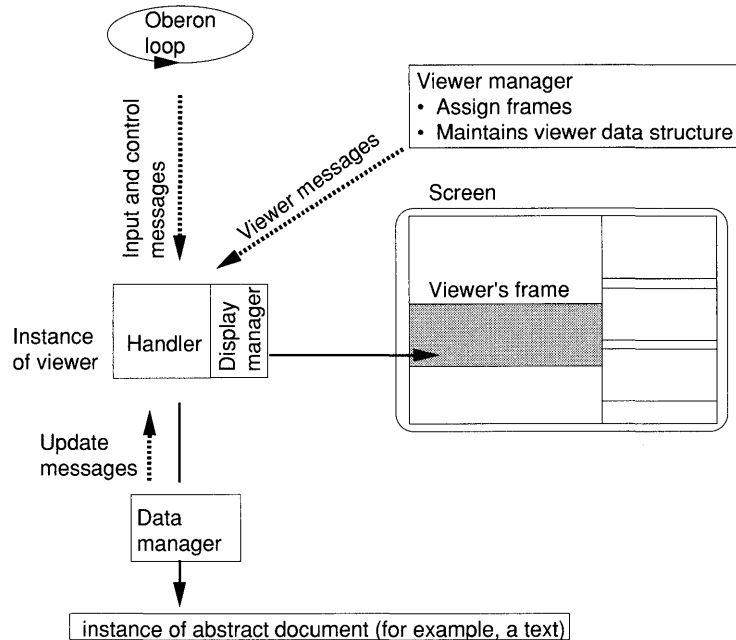 Oberon
loop
Viewer manager
• Assign frames
• Maintains viewer data structure
Input and control
messages
Viewer messages
Screen
Viewer's frame
Instance
of viewer
Handler
Display
manager
Update
messages
Data
manager
instance of abstract document (for example, a text)